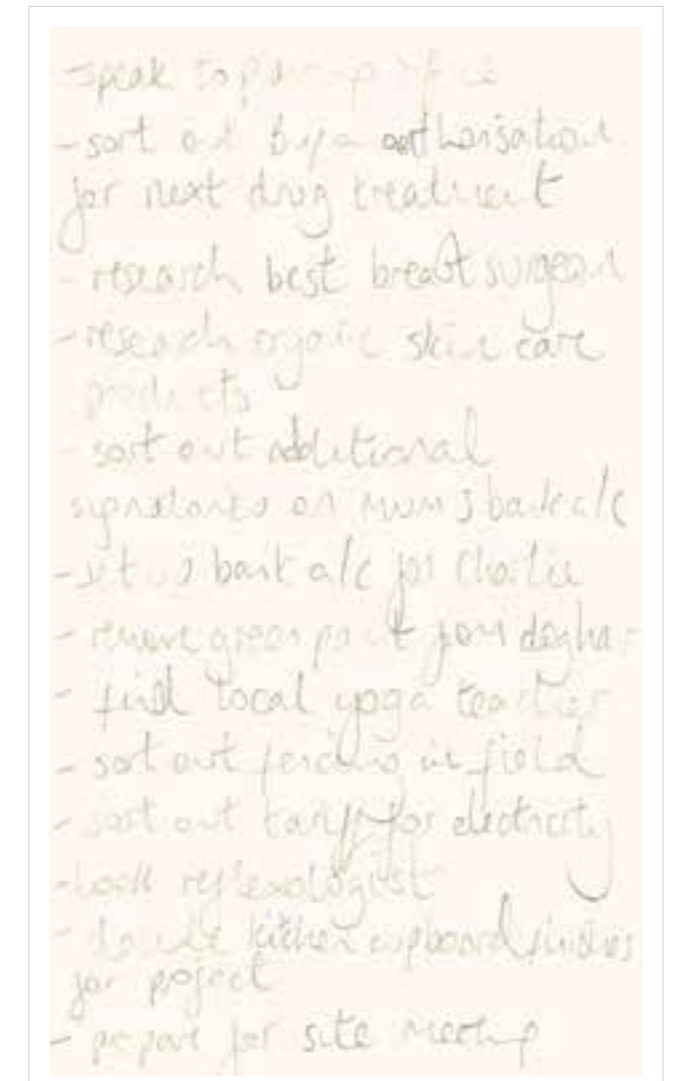 -speak to planning office
-sort out bupa authorisation
for next drug treatment
- research best breast surgeon
- research organic skin care
products
- sort out additional
signatories on Mum's bank a/c
- set up bank a/c for Charlie
- remove green paint from
- find local yoga teacher
- sort out fencing in field
- sort out tariff for electricity
-book reflexologist
- kitchen cupboard finishes
for project
- prepare for site meeting